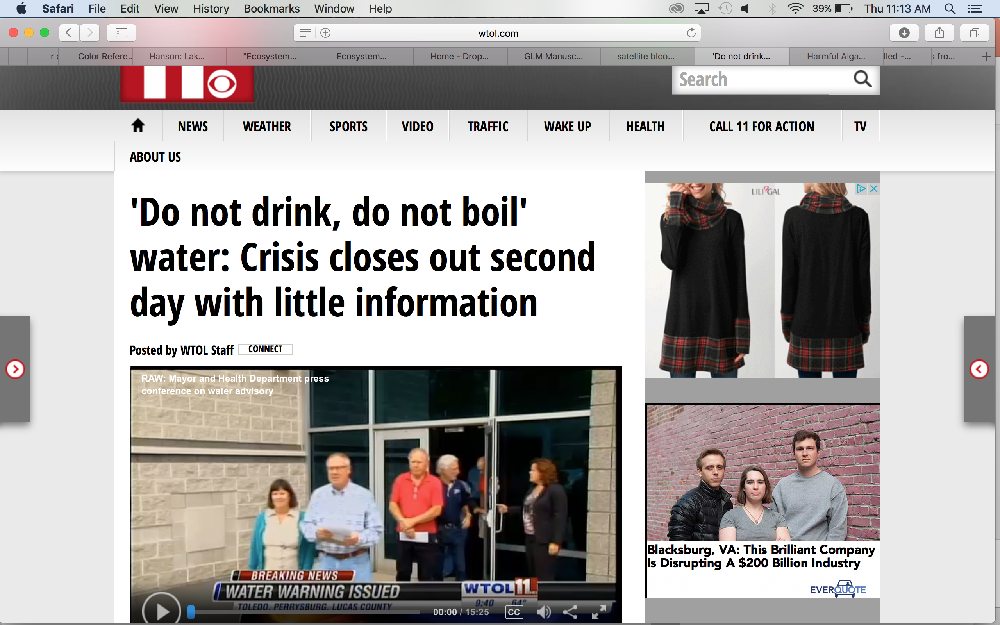 Safari File Edit View History Bookmarks Window Help 39% Thu 11:13 AM
wtol.com
Color Refere... Hanson: Lak... "Ecosystem... Ecosystem... Home - Drop... GLM Manusc... satellite bloo... 'Do not drink... Harmful Alga... lled -... s fro...
11
Search
NEWS WEATHER SPORTS VIDEO TRAFFIC WAKE UP HEALTH CALL 11 FOR ACTION TV
ABOUT US
'Do not drink, do not boil'
water: Crisis closes out second
day with little information
Posted by WTOL Staff CONNECT
RAW: Mayor and Health Department press
conference on water advisory
BREAKING NEWS
WATER WARNING ISSUED
WTOL 11
9:40 64°
TOLEDO, PERRYSBURG, LUCAS COUNTY
00:00 / 15:25 CC
LILI GAL
Blacksburg, VA: This Brilliant Company
Is Disrupting A $200 Billion Industry
EVERQUOTE